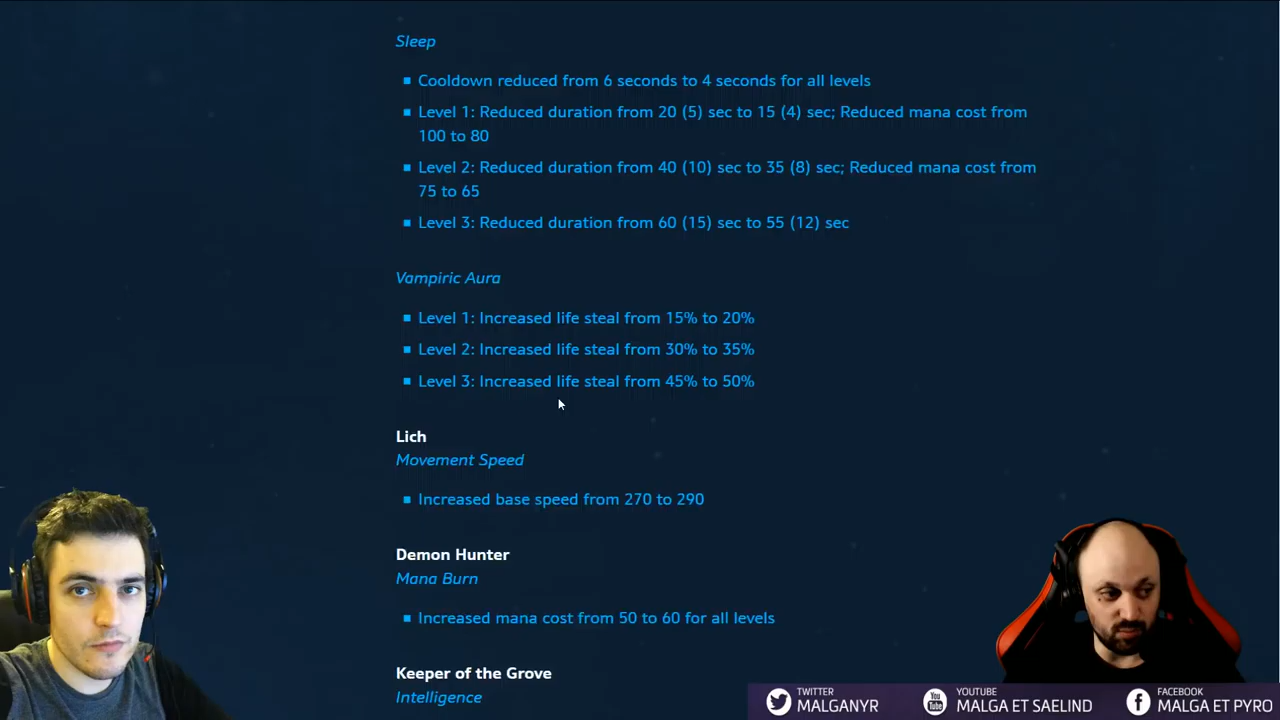 Sleep
Cooldown reduced from 6 seconds to 4 seconds for all levels
Level 1: Reduced duration from 20 (5) sec to 15 (4) sec; Reduced mana cost from
100 to 80
Level 2: Reduced duration from 40 (10) sec to 35 (8) sec; Reduced mana cost from
75 to 65
Level 3: Reduced duration from 60 (15) sec to 55 (12) sec
Vampiric Aura
Level 1: Increased life steal from 15% to 20%
Level 2: Increased life steal from 30% to 35%
Level 3: Increased life steal from 45% to 50%
Lich
Movement Speed
Increased base speed from 270 to 290
Demon Hunter
Mana Burn
Increased mana cost from 50 to 60 for all levels
Keeper of the Grove
Intelligence
TWITTER
MALGANYR
You Tube
YOUTUBE
MALGA ET SAELIND
FACEBOOK
MALGA ET PYRO